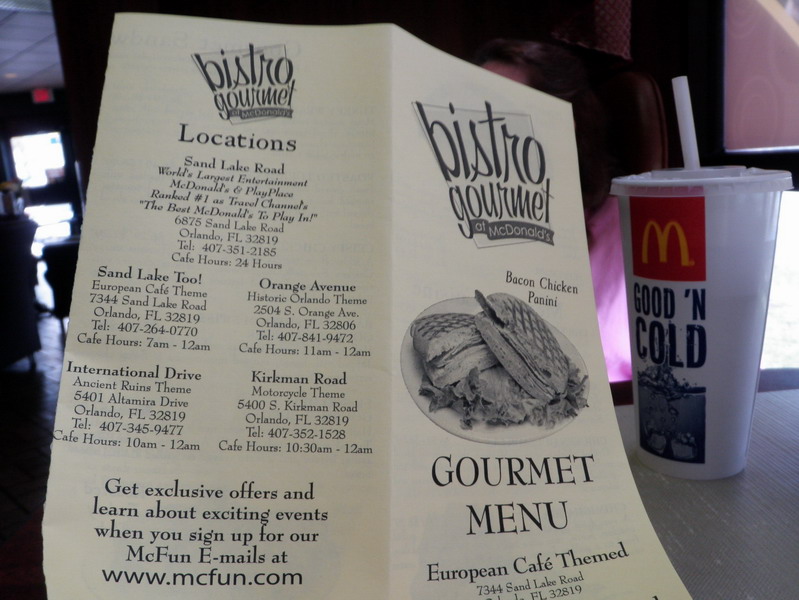 bistro
gourmet
at McDonald's
Locations
Sand Lake Road
World's Largest Entertainment
McDonald's & PlayPlace
Ranked #1 as Travel Channel's
"The Best McDonald's To Play In!"
6875 Sand Lake Road
Orlando, FL 32819
Tel: 407-351-2185
Cafe Hours: 24 Hours
Sand Lake Too!
European Café Theme
7344 Sand Lake Road
Orlando, FL 32819
Tel: 407-264-0770
Cafe Hours: 7am - 12am
Orange Avenue
Historic Orlando Theme
2504 S. Orange Ave.
Orlando, FL 32806
Tel: 407-841-9472
Cafe Hours: 11am - 12am
International Drive
Ancient Ruins Theme
5401 Altamira Drive
Orlando, FL 32819
Tel: 407-345-9477
Cafe Hours: 10am - 12am
Kirkman Road
Motorcycle Theme
5400 S. Kirkman Road
Orlando, FL 32819
Tel: 407-352-1528
Cafe Hours: 10:30am - 12am
Get exclusive offers and
learn about exciting events
when you sign up for our
McFun E-mails at
www.mcfun.com
bistro
gourmet
at McDonald's
Bacon Chicken
Panini
GOURMET
MENU
European Café Themed
7344 Sand Lake Road
Orlando, FL 32819
M
GOOD 'N
COLD